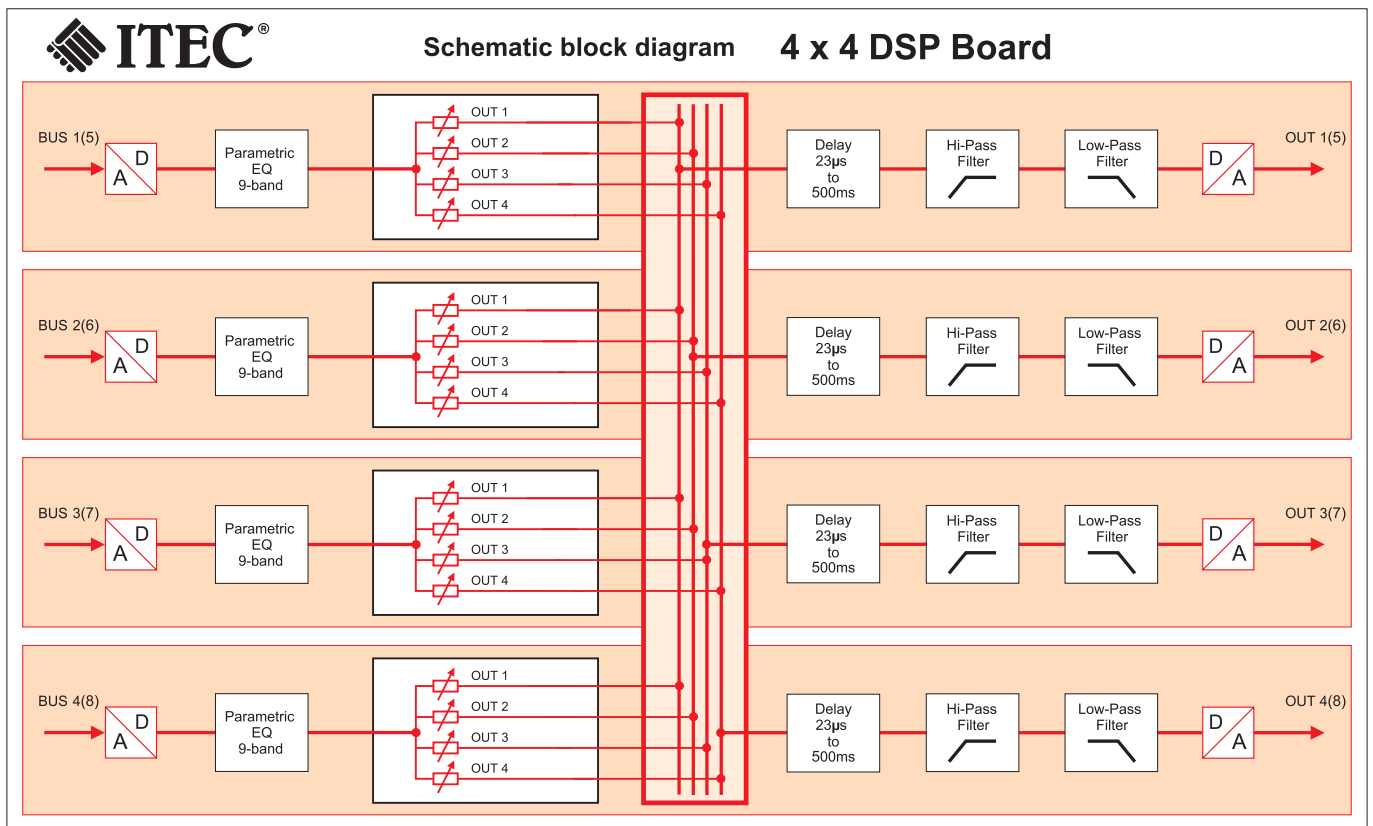 ITEC®
Schematic block diagram 4 x 4 DSP Board
BUS 1(5)
D
A
Parametric
EQ
9-band
OUT 1
OUT 2
OUT 3
OUT 4
Delay
23µs
to
500ms
Hi-Pass
Filter
Low-Pass
Filter
D
A
OUT 1(5)
BUS 2(6)
D
A
Parametric
EQ
9-band
OUT 1
OUT 2
OUT 3
OUT 4
Delay
23µs
to
500ms
Hi-Pass
Filter
Low-Pass
Filter
D
A
OUT 2(6)
BUS 3(7)
D
A
Parametric
EQ
9-band
OUT 1
OUT 2
OUT 3
OUT 4
Delay
23µs
to
500ms
Hi-Pass
Filter
Low-Pass
Filter
D
A
OUT 3(7)
BUS 4(8)
D
A
Parametric
EQ
9-band
OUT 1
OUT 2
OUT 3
OUT 4
Delay
23µs
to
500ms
Hi-Pass
Filter
Low-Pass
Filter
D
A
OUT 4(8)